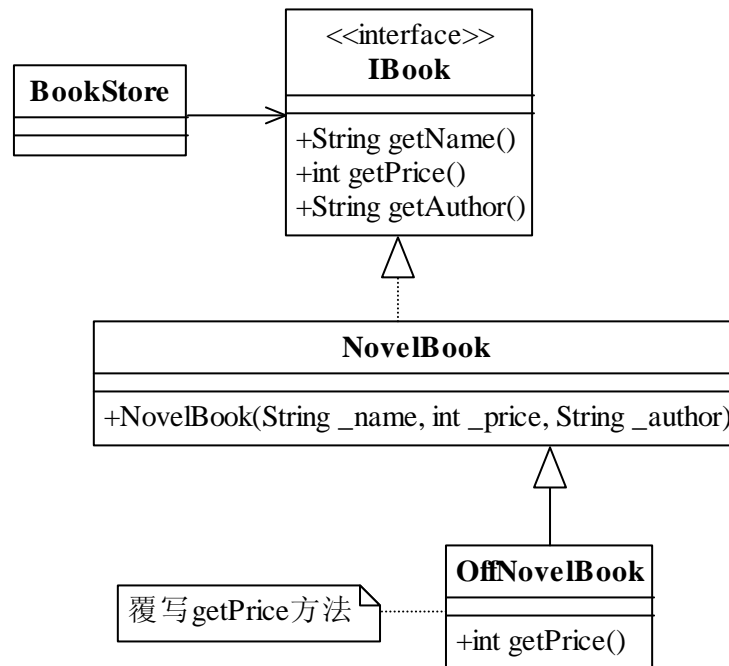 <<interface>>
IBook
BookStore
+String getName()
+int getPrice()
+String getAuthor()
NovelBook
+NovelBook(String _name, int _price, String _author)
OffNovelBook
覆写getPrice方法
+int getPrice()